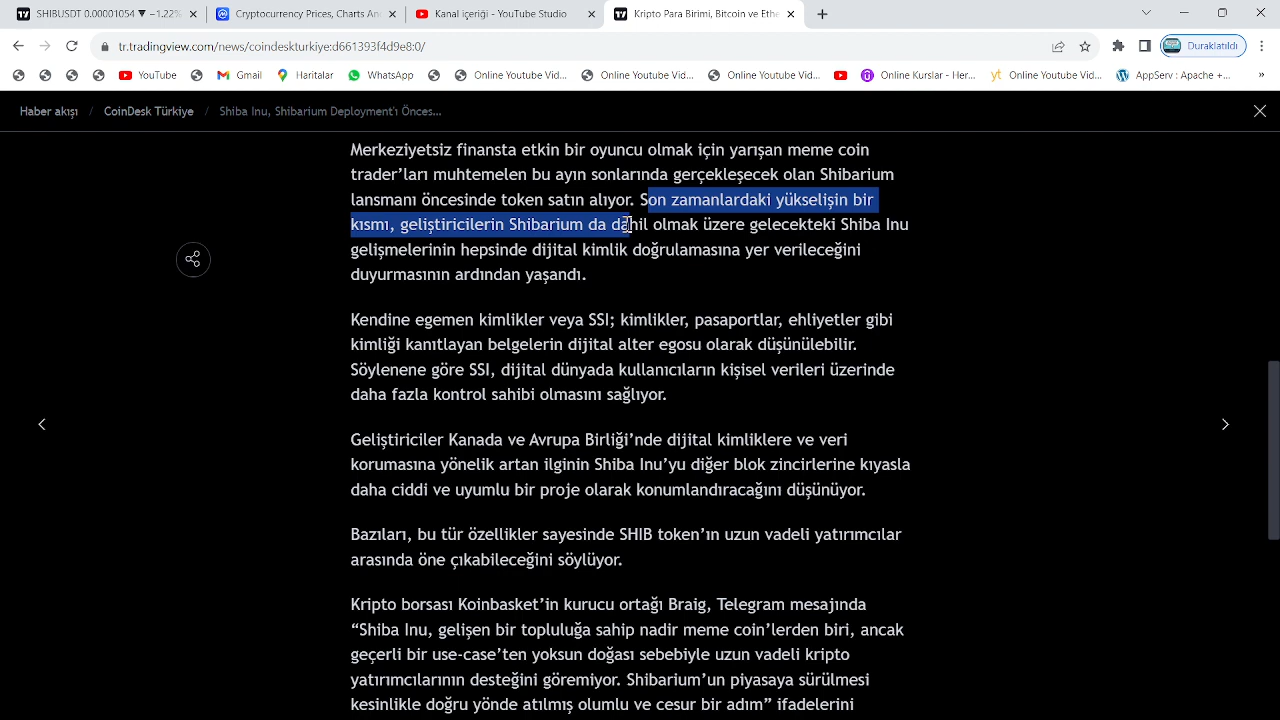 SHIBUSDT 0.00001054 ▼ −1.22%
Cryptocurrency Prices, Charts An
Kanal içeriği - YouTube Studio
Kripto Para Birimi, Bitcoin ve Ethe
tr.tradingview.com/news/coindeskturkiye:d661393f4d9e8:0/
Duraklatıldı
YouTube
Gmail
Haritalar
WhatsApp
Online Youtube Vid...
Online Youtube Vid...
Online Youtube Vid...
Online Kurslar - Her...
Online Youtube Vid...
AppServ : Apache +...
»
Haber akışı / CoinDesk Türkiye / Shiba Inu, Shibarium Deployment'ı Önces...
Merkeziyetsiz finansta etkin bir oyuncu olmak için yarışan meme coin
trader’ları muhtemelen bu ayın sonlarında gerçekleşecek olan Shibarium
lansmanı öncesinde token satın alıyor. Son zamanlardaki yükselişin bir
kısmı, geliştiricilerin Shibarium da dahil olmak üzere gelecekteki Shiba Inu
gelişmelerinin hepsinde dijital kimlik doğrulamasına yer verileceğini
duyurmasının ardından yaşandı.
Kendine egemen kimlikler veya SSI; kimlikler, pasaportlar, ehliyetler gibi
kimliği kanıtlayan belgelerin dijital alter egosu olarak düşünülebilir.
Söylenene göre SSI, dijital dünyada kullanıcıların kişisel verileri üzerinde
daha fazla kontrol sahibi olmasını sağlıyor.
Geliştiriciler Kanada ve Avrupa Birliği’nde dijital kimliklere ve veri
korumasına yönelik artan ilginin Shiba Inu’yu diğer blok zincirlerine kıyasla
daha ciddi ve uyumlu bir proje olarak konumlandıracağını düşünüyor.
Bazıları, bu tür özellikler sayesinde SHIB token’ın uzun vadeli yatırımcılar
arasında öne çıkabileceğini söylüyor.
Kripto borsası Koinbasket’in kurucu ortağı Braig, Telegram mesajında
“Shiba Inu, gelişen bir topluluğa sahip nadir meme coin’lerden biri, ancak
geçerli bir use-case’ten yoksun doğası sebebiyle uzun vadeli kripto
yatırımcılarının desteğini göremiyor. Shibarium’un piyasaya sürülmesi
kesinlikle doğru yönde atılmış olumlu ve cesur bir adım” ifadelerini